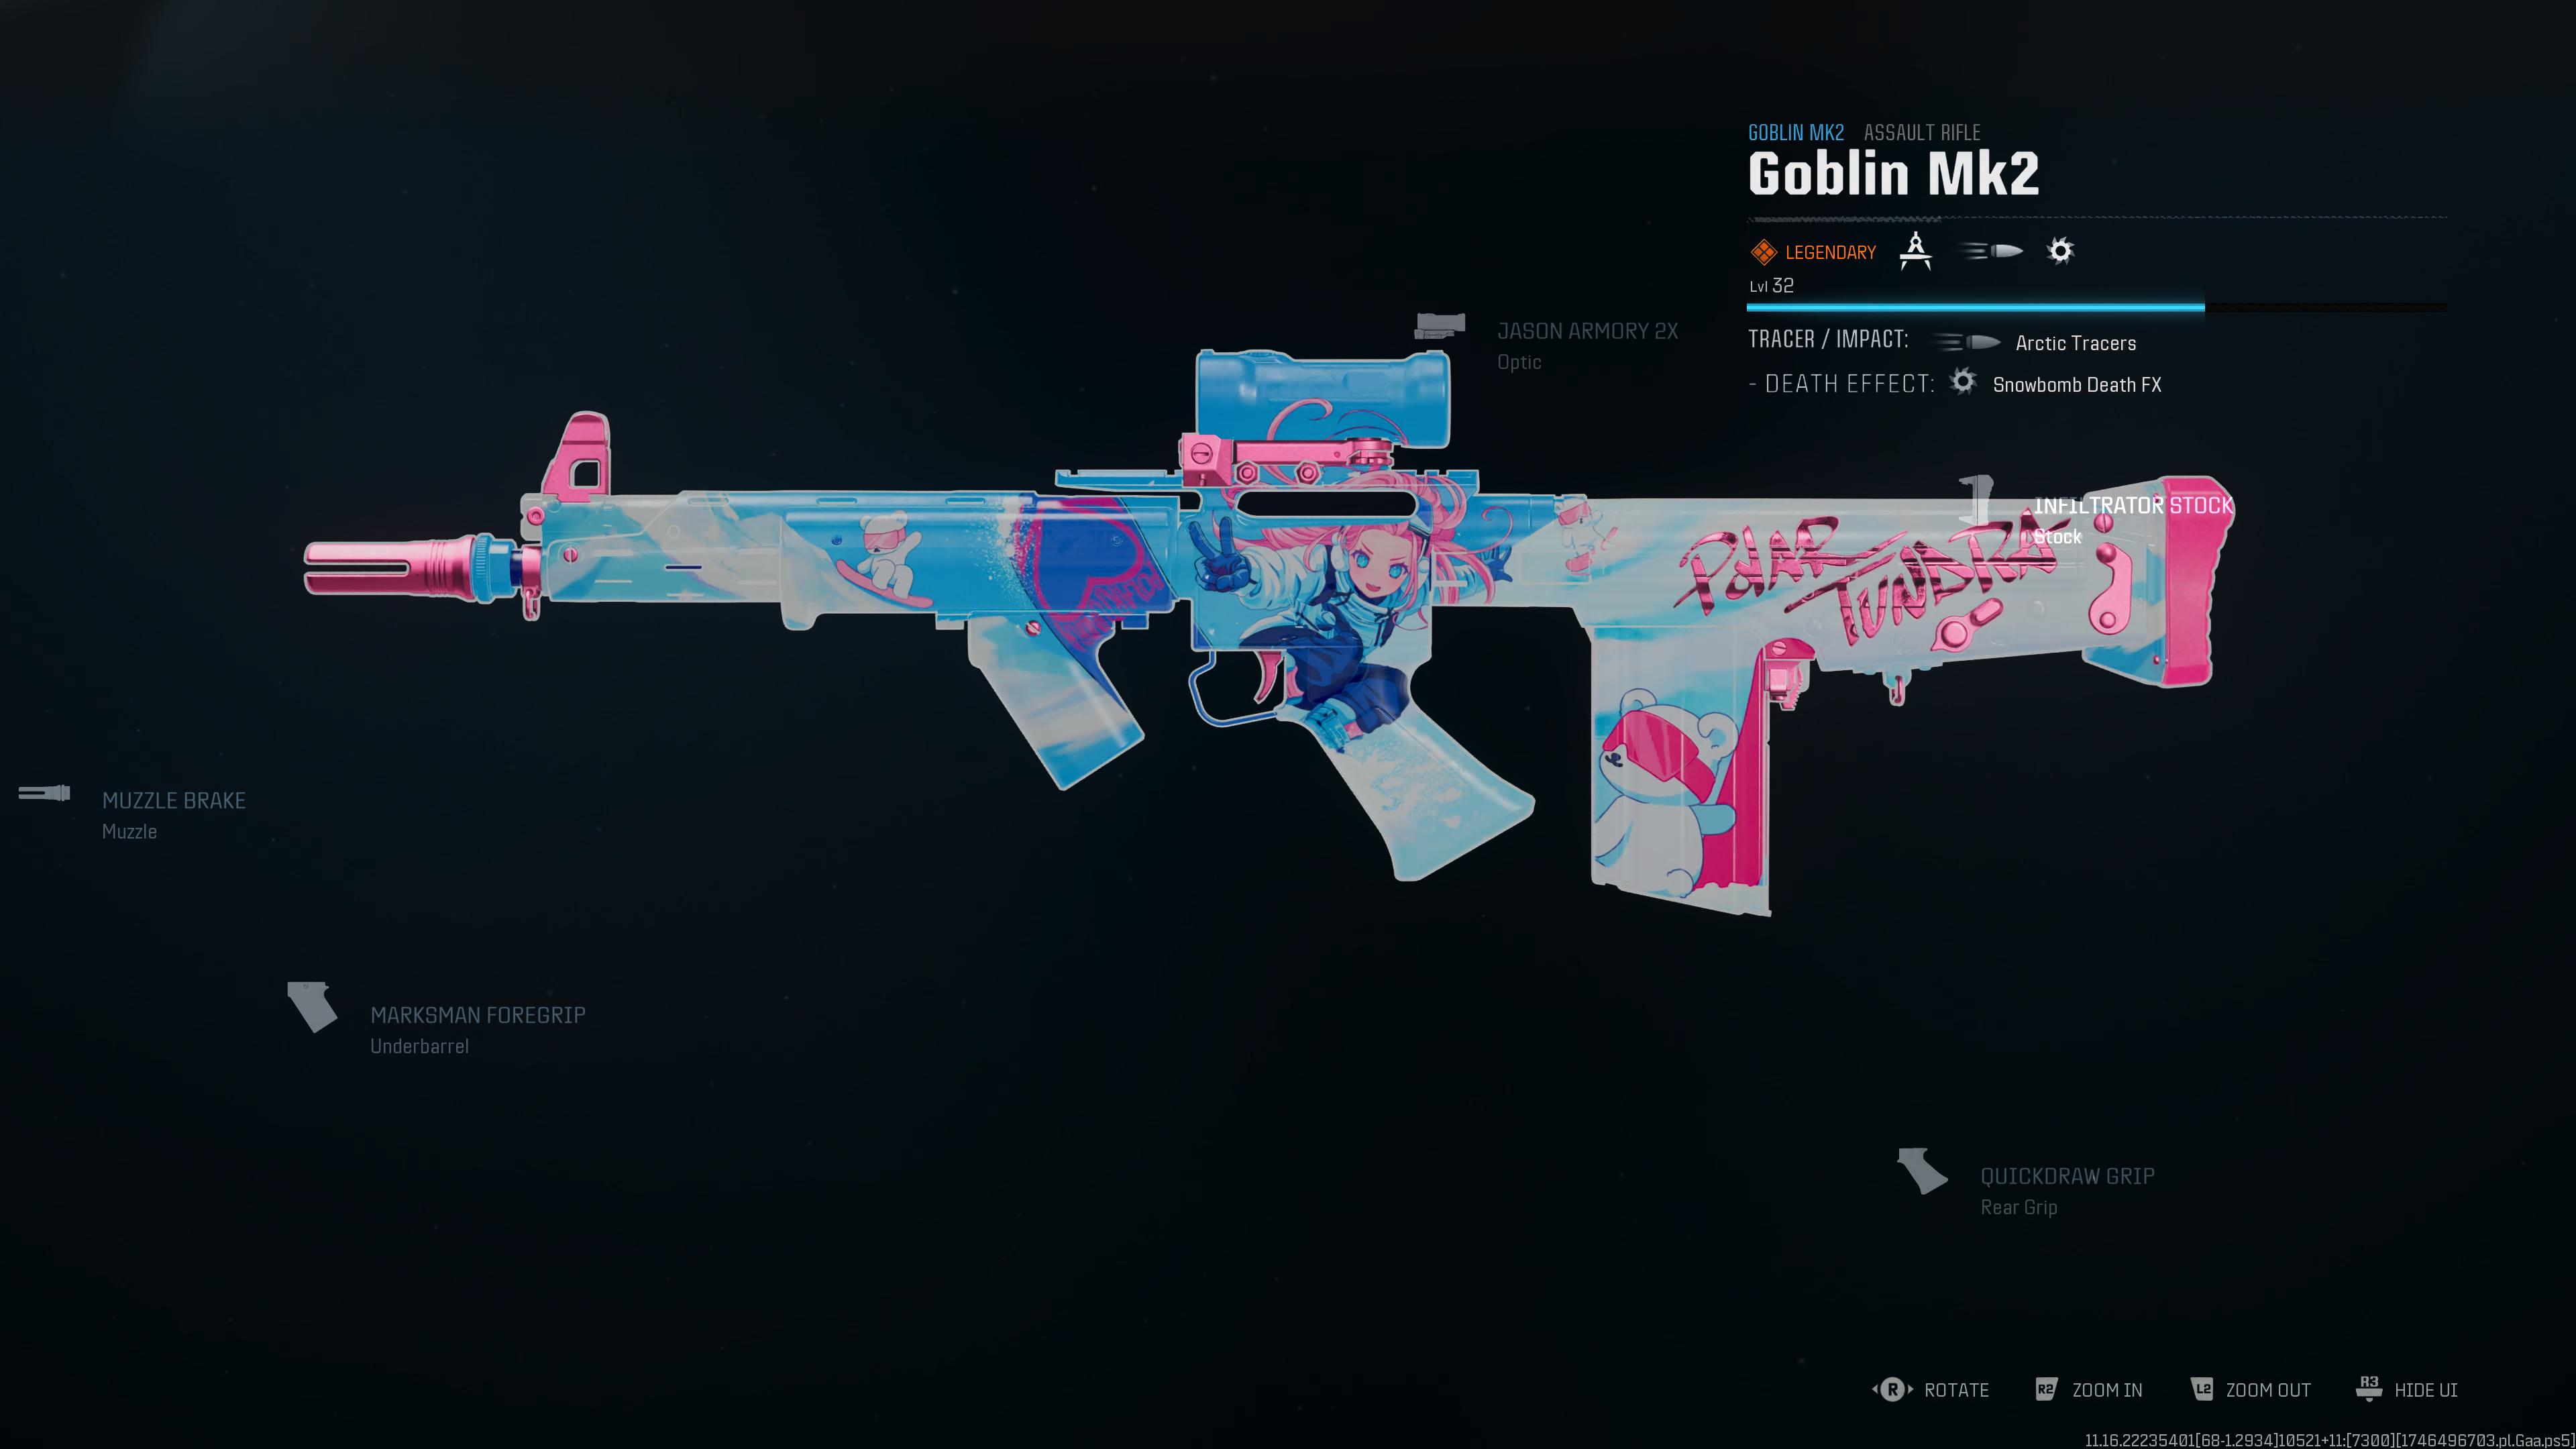 GOBLIN MK2 ASSAULT RIFLE
Goblin Mk2
LEGENDARY
Lvl 32
TRACER / IMPACT: Arctic Tracers
- DEATH EFFECT: Snowbomb Death FX
JASON ARMORY 2X
Optic
INFILTRATOR STOCK
Stock
POLAR
TUNDRA
MUZZLE BRAKE
Muzzle
MARKSMAN FOREGRIP
Underbarrel
QUICKDRAW GRIP
Rear Grip
R ROTATE R2 ZOOM IN L2 ZOOM OUT R3 HIDE UI
11.16.22235401[68-1.2934]10521+11:[7300][1746496703.pl.Gaa.ps5]